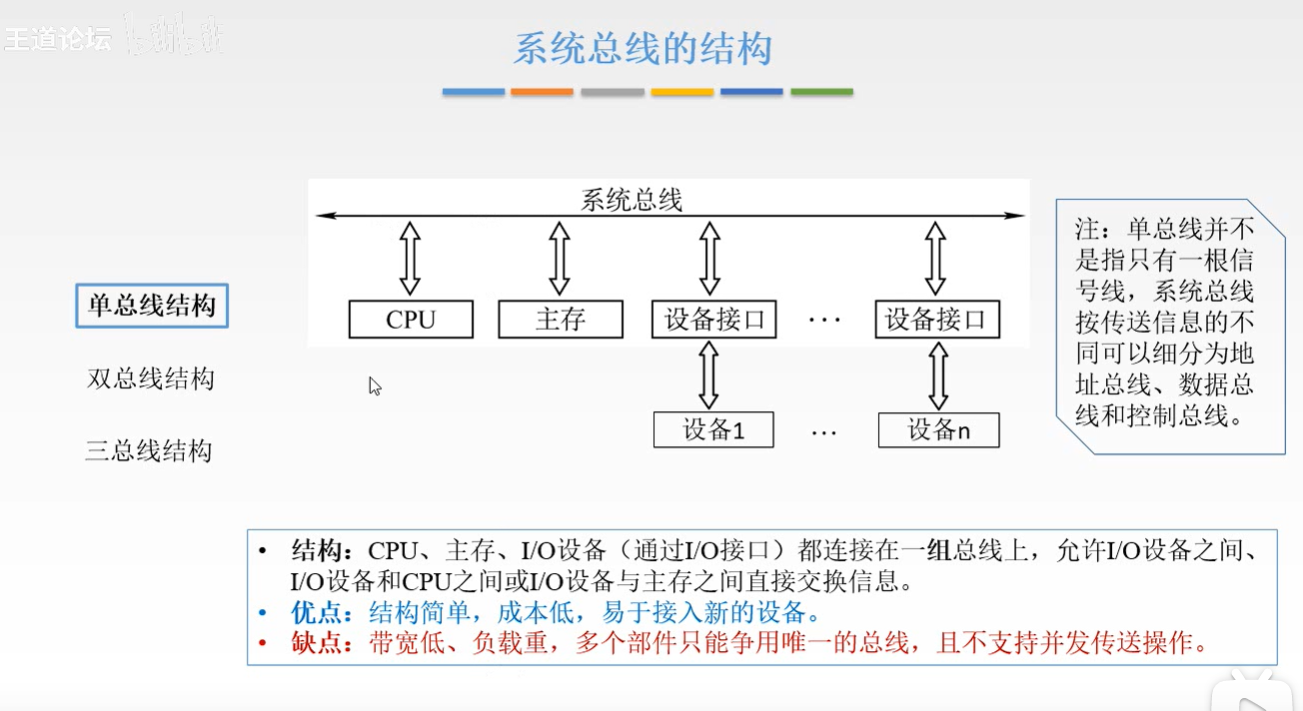 王道论坛 bilibili
系统总线的结构
系统总线
CPU
主存
设备接口
···
设备接口
设备1
···
设备n
单总线结构
双总线结构
三总线结构
注：单总线并不
是指只有一根信
号线，系统总线
按传送信息的不
同可以细分为地
址总线、数据总
线和控制总线。
• 结构：CPU、主存、I/O设备（通过I/O接口）都连接在一组总线上，允许I/O设备之间、
I/O设备和CPU之间或I/O设备与主存之间直接交换信息。
• 优点：结构简单，成本低，易于接入新的设备。
• 缺点：带宽低、负载重，多个部件只能争用唯一的总线，且不支持并发传送操作。